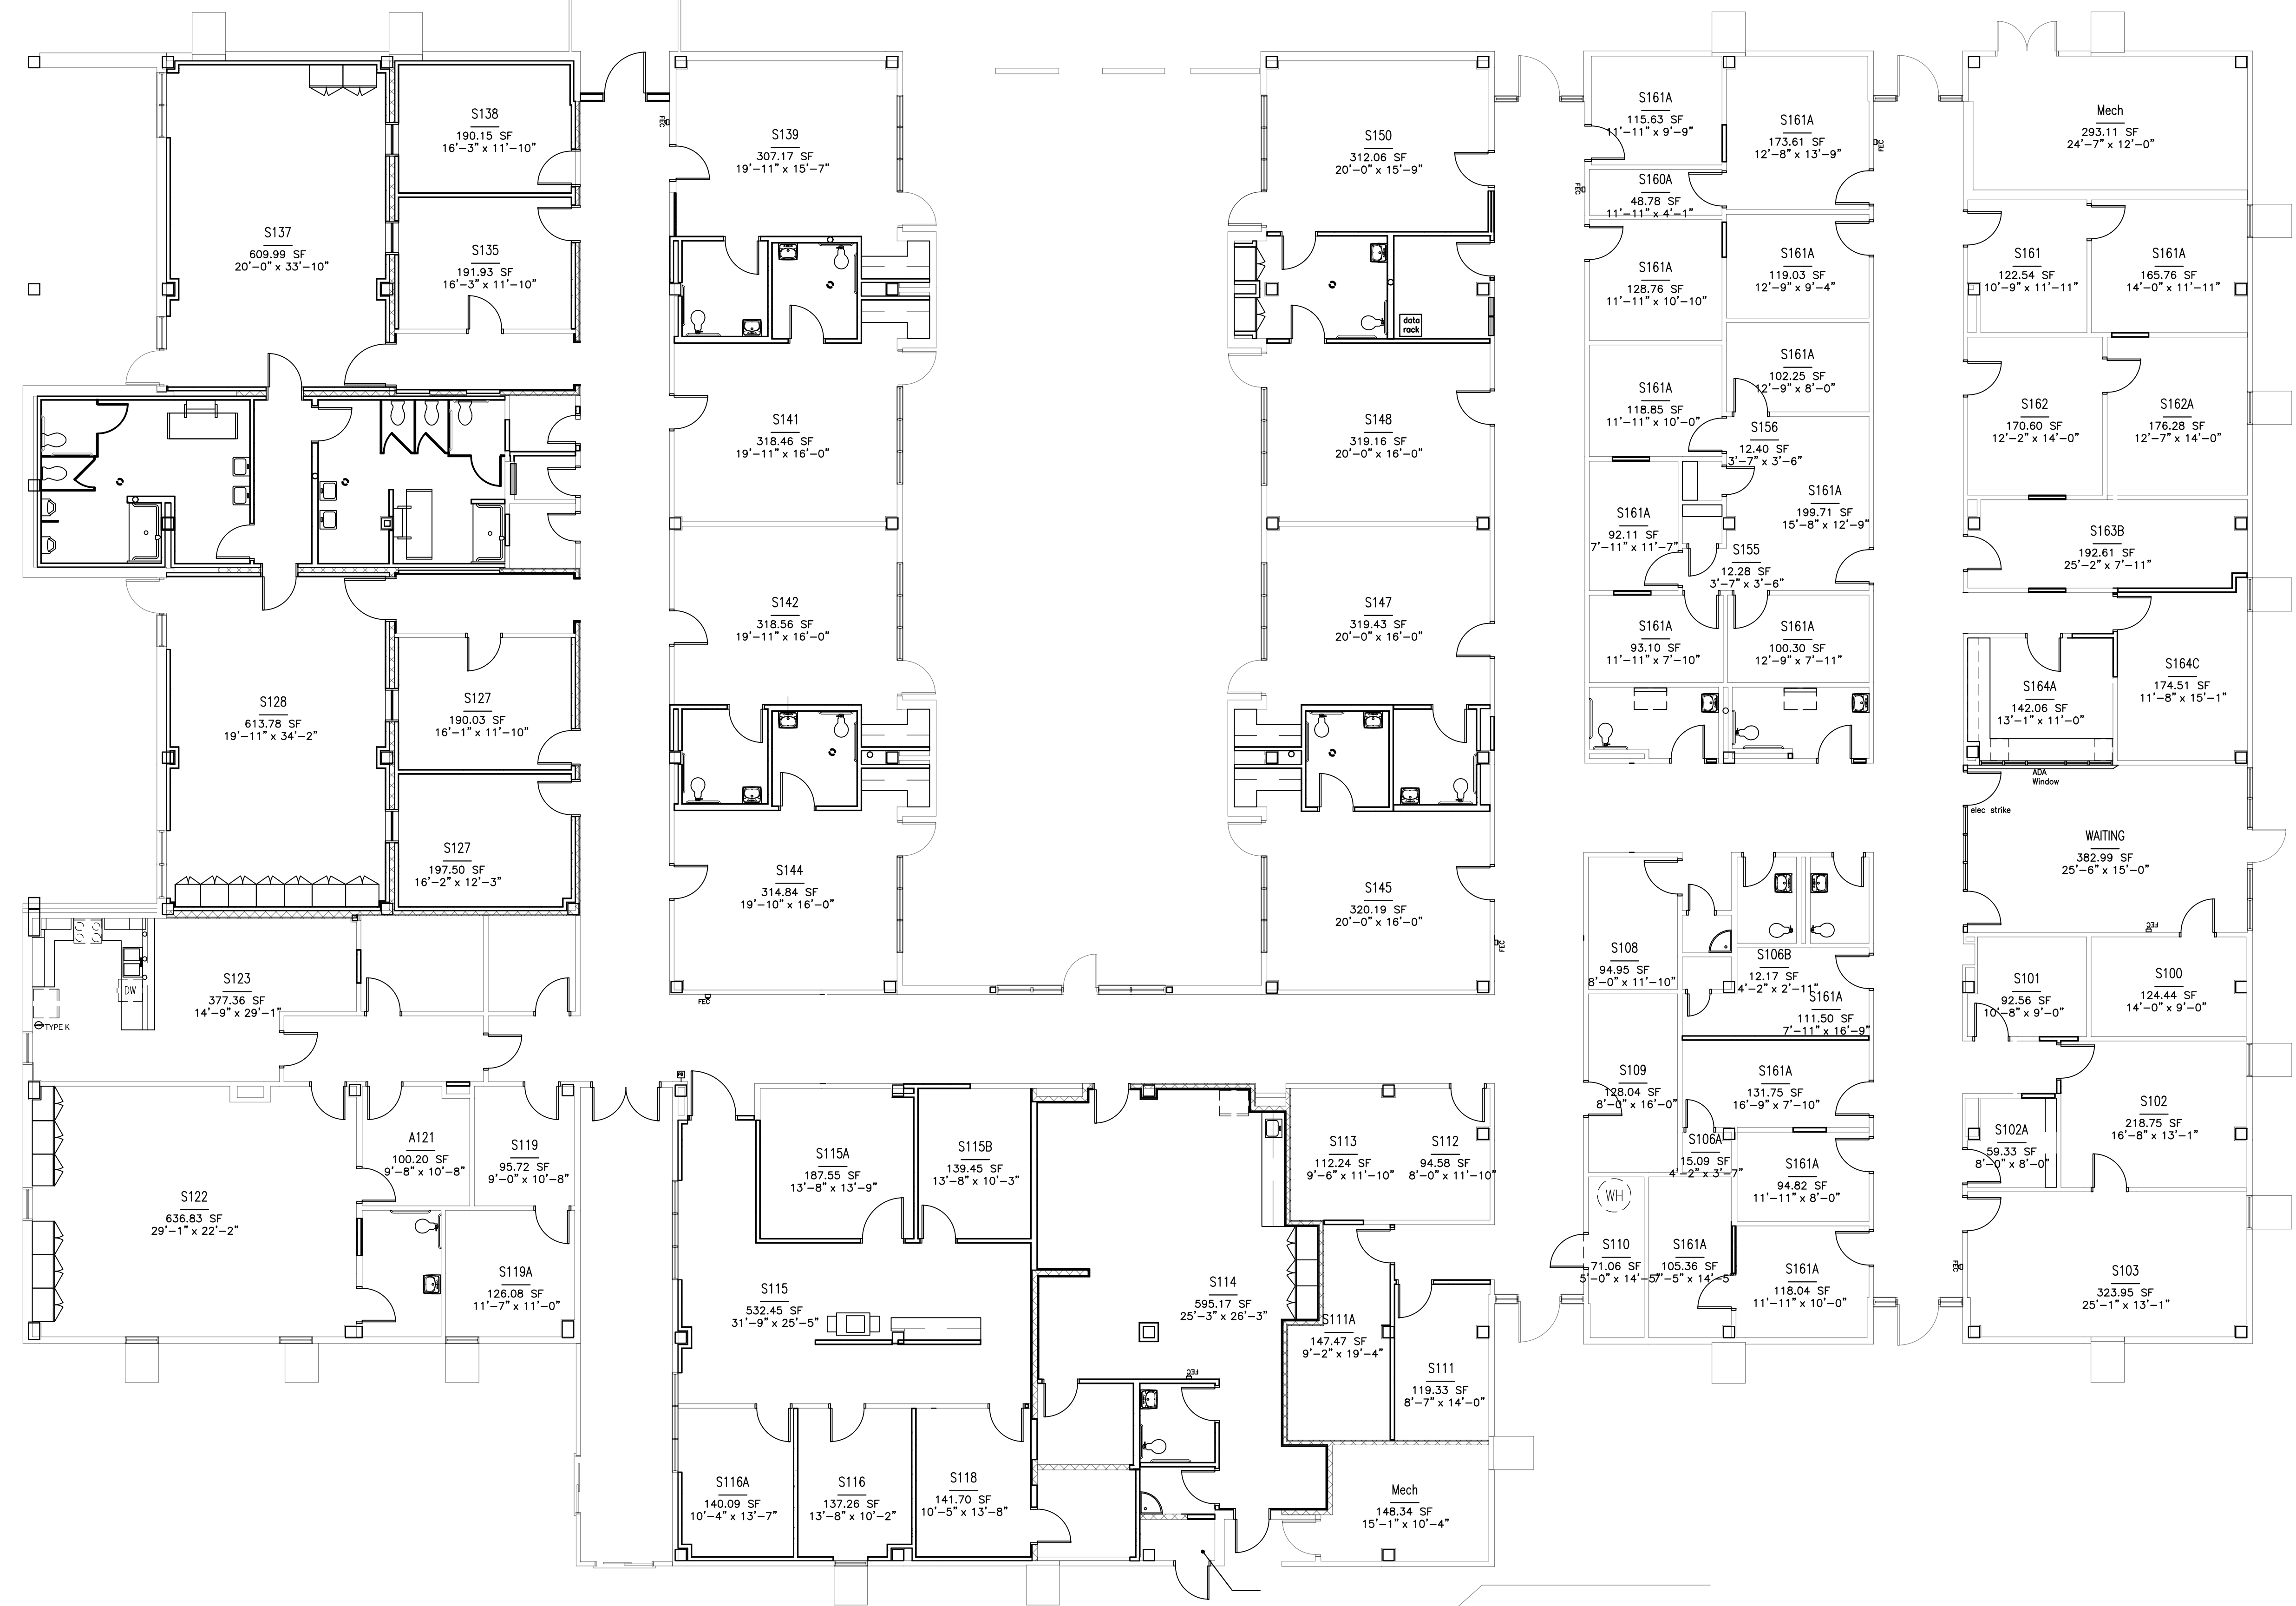 S138
190.15 SF
16'-3" x 11'-10"
FEC
S139
307.17 SF
19'-11" x 15'-7"
S150
312.06 SF
20'-0" x 15'-9"
S161A
115.63 SF
11'-11" x 9'-9"
S161A
173.61 SF
12'-8" x 13'-9"
FEC
Mech
293.11 SF
24'-7" x 12'-0"
FEC
S160A
48.78 SF
11'-11" x 4'-1"
S137
609.99 SF
20'-0" x 33'-10"
S135
191.93 SF
16'-3" x 11'-10"
data
rack
S161A
128.76 SF
11'-11" x 10'-10"
S161A
119.03 SF
12'-9" x 9'-4"
S161
122.54 SF
10'-9" x 11'-11"
S161A
165.76 SF
14'-0" x 11'-11"
S161A
102.25 SF
12'-9" x 8'-0"
S141
318.46 SF
19'-11" x 16'-0"
S148
319.16 SF
20'-0" x 16'-0"
S161A
118.85 SF
11'-11" x 10'-0"
S156
12.40 SF
3'-7" x 3'-6"
S162
170.60 SF
12'-2" x 14'-0"
S162A
176.28 SF
12'-7" x 14'-0"
S161A
199.71 SF
15'-8" x 12'-9"
S161A
92.11 SF
7'-11" x 11'-7"
S155
12.28 SF
3'-7" x 3'-6"
S163B
192.61 SF
25'-2" x 7'-11"
S142
318.56 SF
19'-11" x 16'-0"
S147
319.43 SF
20'-0" x 16'-0"
S161A
93.10 SF
11'-11" x 7'-10"
S161A
100.30 SF
12'-9" x 7'-11"
S164C
174.51 SF
11'-8" x 15'-1"
S164A
142.06 SF
13'-1" x 11'-0"
S128
613.78 SF
19'-11" x 34'-2"
S127
190.03 SF
16'-1" x 11'-10"
ADA
Window
elec strike
WAITING
382.99 SF
25'-6" x 15'-0"
S127
197.50 SF
16'-2" x 12'-3"
S144
314.84 SF
19'-10" x 16'-0"
S145
320.19 SF
20'-0" x 16'-0"
FEC
FEC
S108
94.95 SF
8'-0" x 11'-10"
S106B
12.17 SF
4'-2" x 2'-11"
S161A
111.50 SF
7'-11" x 16'-9"
S101
92.56 SF
10'-8" x 9'-0"
S100
124.44 SF
14'-0" x 9'-0"
S123
377.36 SF
14'-9" x 29'-1"
DW
TYPE K
FEC
S109
128.04 SF
8'-0" x 16'-0"
S161A
131.75 SF
16'-9" x 7'-10"
S102
218.75 SF
16'-8" x 13'-1"
S102A
59.33 SF
8'-0" x 8'-0"
A121
100.20 SF
9'-8" x 10'-8"
S119
95.72 SF
9'-0" x 10'-8"
S115A
187.55 SF
13'-8" x 13'-9"
S115B
139.45 SF
13'-8" x 10'-3"
S113
112.24 SF
9'-6" x 11'-10"
S112
94.58 SF
8'-0" x 11'-10"
S106A
15.09 SF
4'-2" x 3'-7"
S161A
94.82 SF
11'-11" x 8'-0"
WH
S122
636.83 SF
29'-1" x 22'-2"
S119A
126.08 SF
11'-7" x 11'-0"
S115
532.45 SF
31'-9" x 25'-5"
S114
595.17 SF
25'-3" x 26'-3"
S110
71.06 SF
5'-0" x 14'-5"
S161A
105.36 SF
7'-5" x 14'-5
S161A
118.04 SF
11'-11" x 10'-0"
FEC
S103
323.95 SF
25'-1" x 13'-1"
S111A
147.47 SF
9'-2" x 19'-4"
FEC
S111
119.33 SF
8'-7" x 14'-0"
S116A
140.09 SF
10'-4" x 13'-7"
S116
137.26 SF
13'-8" x 10'-2"
S118
141.70 SF
10'-5" x 13'-8"
Mech
148.34 SF
15'-1" x 10'-4"